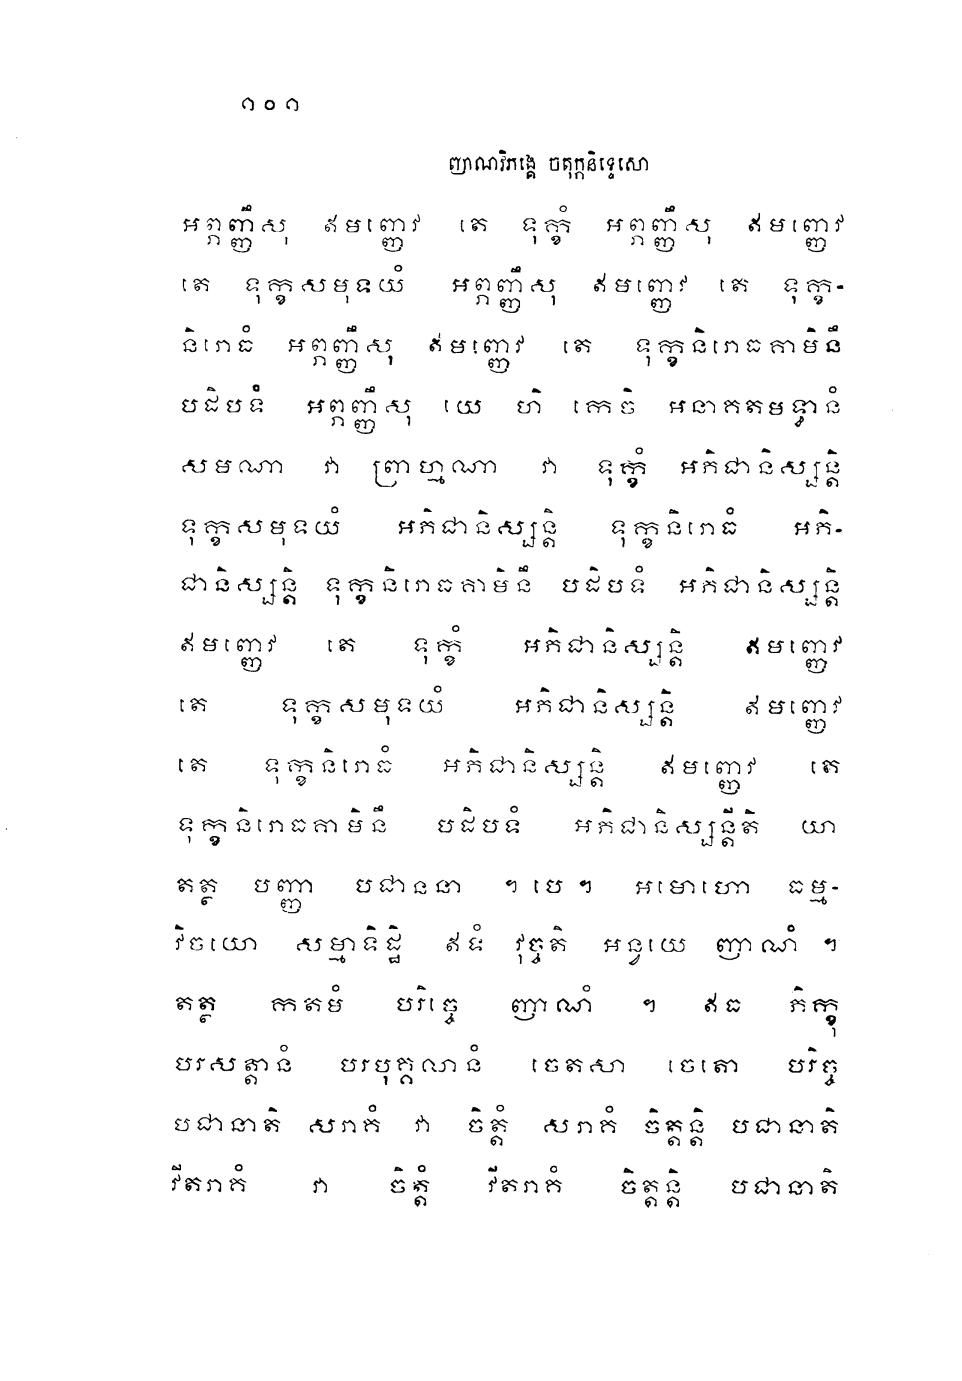 ១០១
ញាណវិភង្គេ ចតុក្កនិទ្ទេសោ
អព្ភញ្ញឹសុ ឥមញ្ញេវ តេ ទុក្ខំ អព្ភញ្ញឹសុ ឥមញ្ញេវ
តេ ទុក្ខសមុទយំ អព្ភញ្ញឹសុ ឥមញ្ញេវ តេ ទុក្ខ-
និរោធំ អព្ភញ្ញឹសុ ឥមញ្ញេវ តេ ទុក្ខនិរោធគាមិនឹ
បដិបទំ អព្ភញ្ញឹសុ យេ ហិ កេចិ អនាគតមទ្ធានំ
សមណា វា ព្រាហ្មណា វា ទុក្ខំ អភិជានិស្សន្តិ
ទុក្ខសមុទយំ អភិជានិស្សន្តិ ទុក្ខនិរោធំ អភិ-
ជានិស្សន្តិ ទុក្ខនិរោធគាមិនឹ បដិបទំ អភិជានិស្សន្តិ
ឥមញ្ញេវ តេ ទុក្ខំ អភិជានិស្សន្តិ ឥមញ្ញេវ
តេ ទុក្ខសមុទយំ អភិជានិស្សន្តិ ឥមញ្ញេវ
តេ ទុក្ខនិរោធំ អភិជានិស្សន្តិ ឥមញ្ញេវ តេ
ទុក្ខនិរោធគាមិនឹ បដិបទំ អភិជានិស្សន្តីតិ យា
តត្ថ បញ្ញា បជាននា ។ បេ ។ អមោហោ ធម្ម-
វិចយោ សម្មាទិដ្ឋិ ឥទំ វុច្ចតិ អន្វយេ ញាណំ ។
តត្ថ កតមំ បរិច្ចេ ញាណំ ។ ឥធ ភិក្ខុ
បរសត្តានំ បរបុគ្គលានំ ចេតសា ចេតោ បរិច្ច
បជានាតិ សរាគំ វា ចិត្តំ សរាគំ ចិត្តន្តិ បជានាតិ
វីតរាគំ វា ចិត្តំ វីតរាគំ ចិត្តន្តិ បជានាតិ